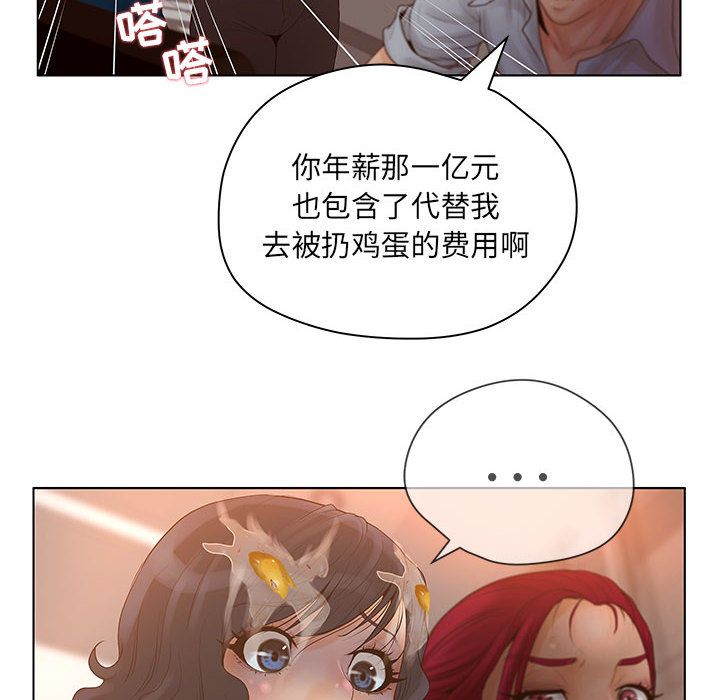 嗒
嗒
你年薪那一亿元
也包含了代替我
去被扔鸡蛋的费用啊
...